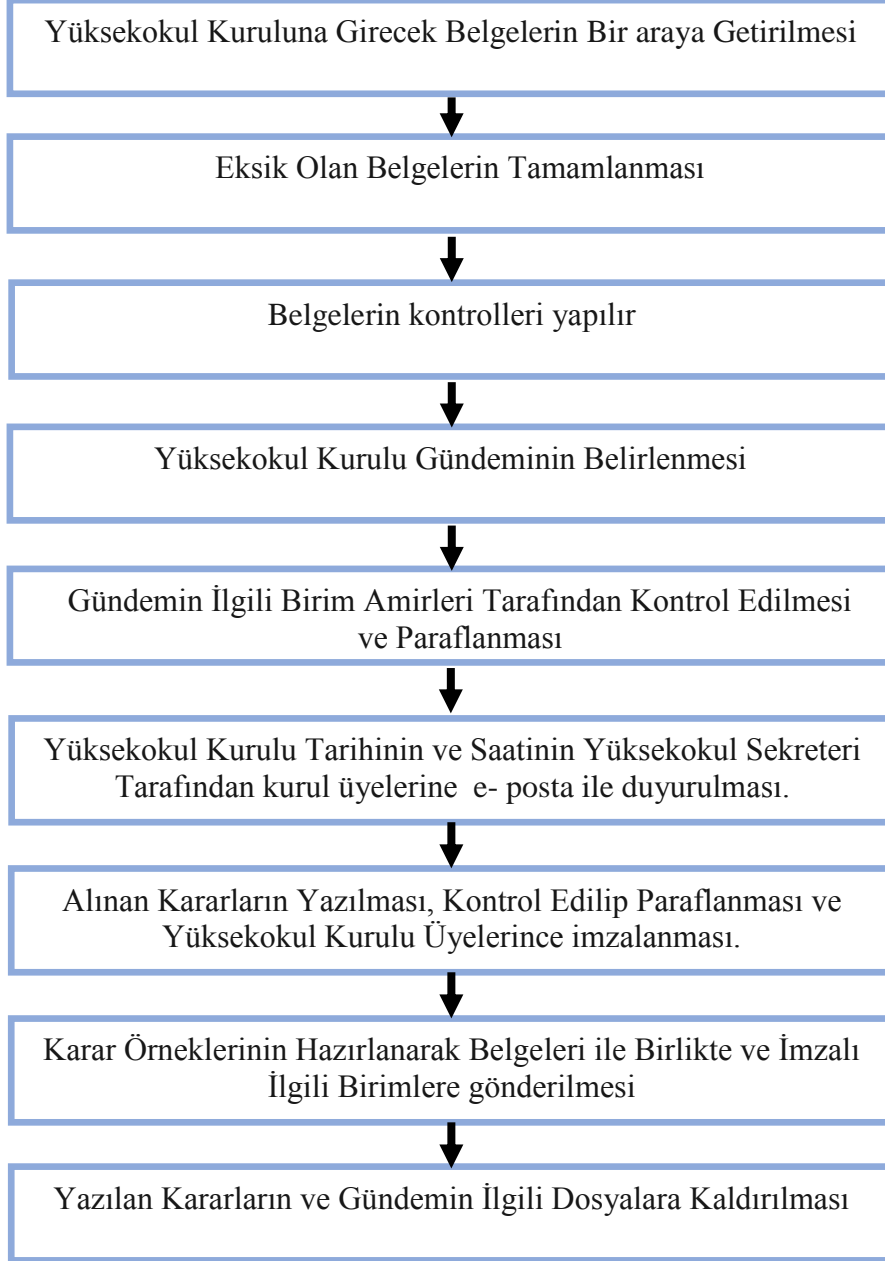 Yüksekokul Kuruluna Girecek Belgelerin Bir araya Getirilmesi
Eksik Olan Belgelerin Tamamlanması
Belgelerin kontrolleri yapılır
Yüksekokul Kurulu Gündeminin Belirlenmesi
Gündemin İlgili Birim Amirleri Tarafından Kontrol Edilmesi
ve Paraflanması
Yüksekokul Kurulu Tarihinin ve Saatinin Yüksekokul Sekreteri
Tarafından kurul üyelerine e- posta ile duyurulması.
Alınan Kararların Yazılması, Kontrol Edilip Paraflanması ve
Yüksekokul Kurulu Üyelerince imzalanması.
Karar Örneklerinin Hazırlanarak Belgeleri ile Birlikte ve İmzalı
İlgili Birimlere gönderilmesi
Yazılan Kararların ve Gündemin İlgili Dosyalara Kaldırılması